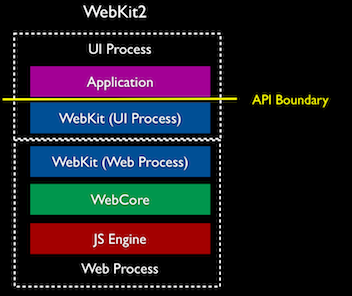 WebKit2
UI Process
Application
API Boundary
WebKit (UI Process)
WebKit (Web Process)
WebCore
JS Engine
Web Process